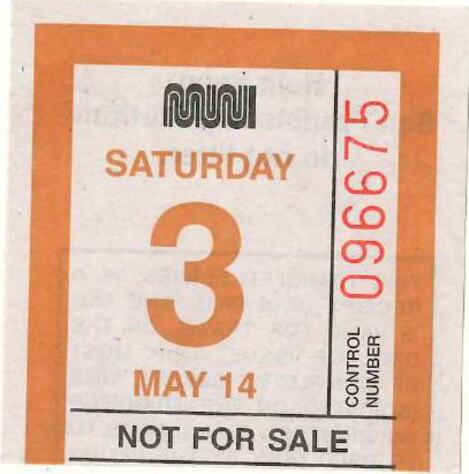 MUNI
SATURDAY
3
MAY 14
096675
CONTROL
NUMBER
NOT FOR SALE